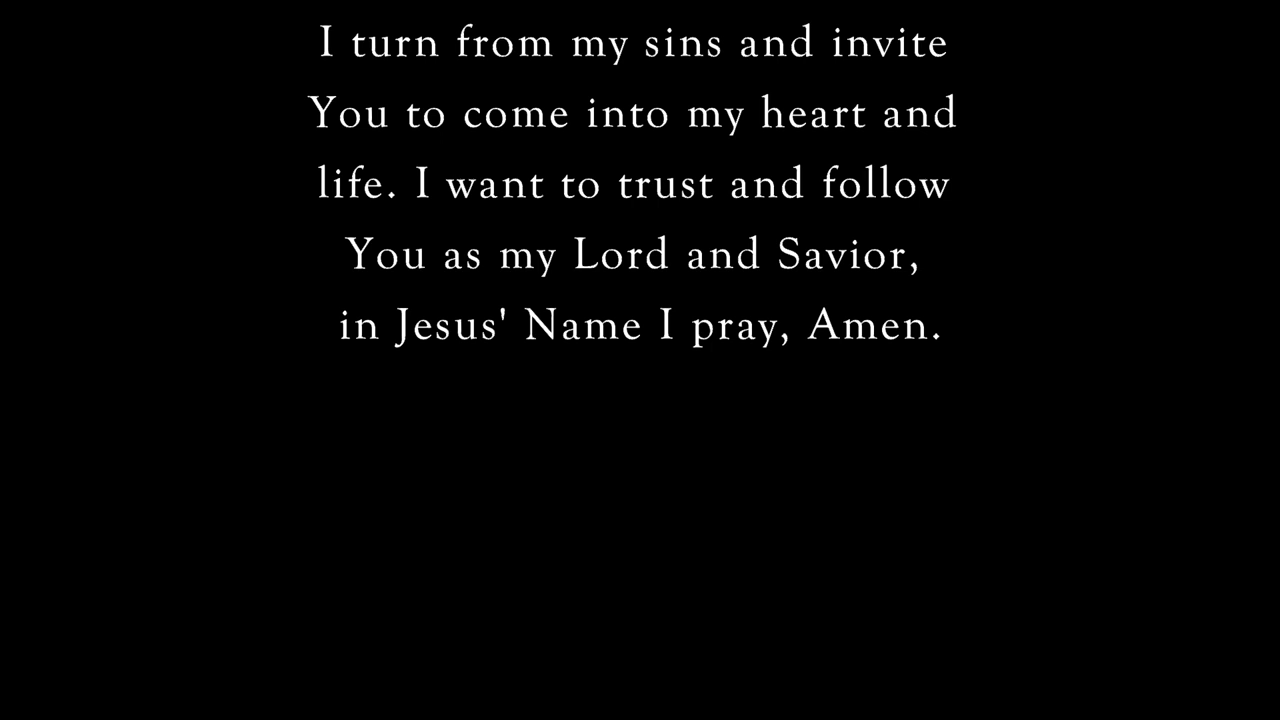 I turn from my sins and invite
You to come into my heart and
life. I want to trust and follow
You as my Lord and Savior,
in Jesus' Name I pray, Amen.